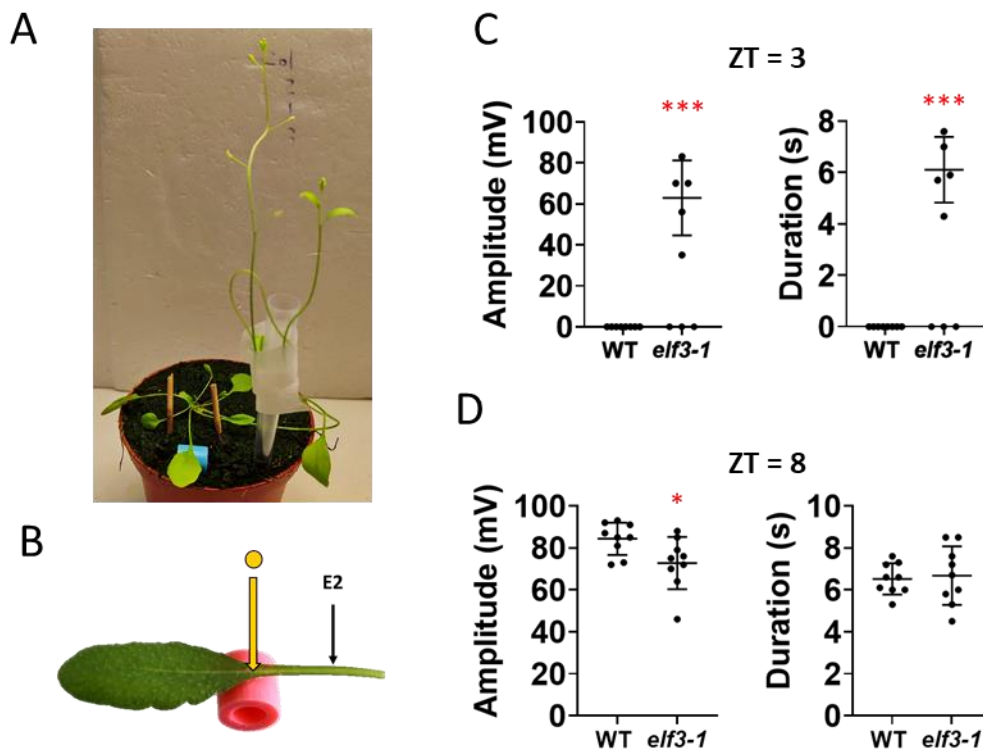 A
C
ZT = 3
***
***
Amplitude (mV)
100
80
60
40
20
0
WT elf3-1
Duration (s)
8
6
4
2
0
WT elf3-1
D
ZT = 8
*
Amplitude (mV)
100
80
60
40
20
0
WT elf3-1
Duration (s)
10
8
6
4
2
0
WT elf3-1
B
E2